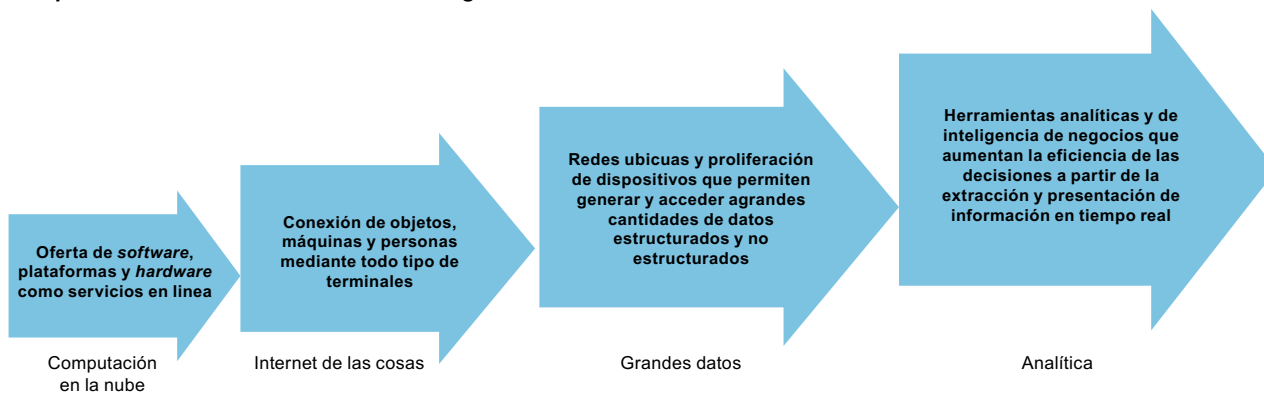 Oferta de software,
plataformas y hardware
como servicios en linea
Computación
en la nube
Conexión de objetos,
máquinas y personas
mediante todo tipo de
terminales
Internet de las cosas
Redes ubicuas y proliferación
de dispositivos que permiten
generar y acceder agrandes
cantidades de datos
estructurados y no
estructurados
Grandes datos
Herramientas analíticas y de
inteligencia de negocios que
aumentan la eficiencia de las
decisiones a partir de la
extracción y presentación de
información en tiempo real
Analítica